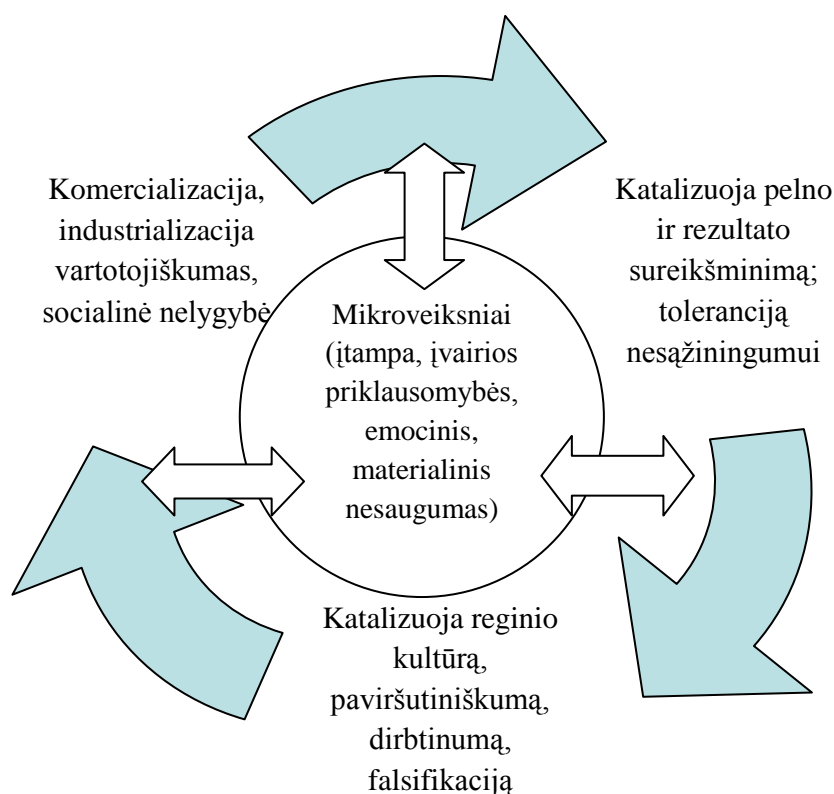 Komercializacija,
industrializacija
vartotojiškumas,
socialinė nelygybė
Katalizuoja pelno
ir rezultato
sureikšminimą;
toleranciją
nesąžiningumui
Mikroveiksniai
(įtampa, įvairios
priklausomybės,
emocinis,
materialinis
nesaugumas)
Katalizuoja reginio
kultūrą,
paviršutiniškumą,
dirbtinumą,
falsifikaciją